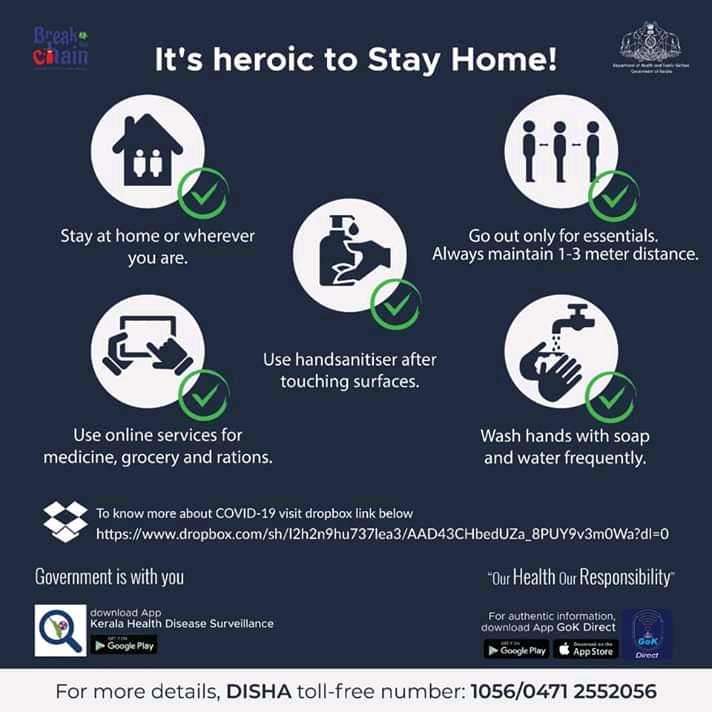 Break the
chain
It's heroic to Stay Home!
Department of Health and Family Welfare
Government of Kerala
Stay at home or wherever
you are.
Go out only for essentials.
Always maintain 1-3 meter distance.
Use handsanitiser after
touching surfaces.
Use online services for
medicine, grocery and rations.
Wash hands with soap
and water frequently.
To know more about COVID-19 visit dropbox link below
https://www.dropbox.com/sh/l2h2n9hu737lea3/AAD43CHbedUZa_8PUY9v3m0Wa?dl=0
Government is with you
"Our Health Our Responsibility"
download App
Kerala Health Disease Surveillance
GET IT ON
Google Play
For authentic information,
download App GoK Direct
GET IT ON
Google Play
Download on the
App Store
GoK
Direct
For more details, DISHA toll-free number: 1056/0471 2552056